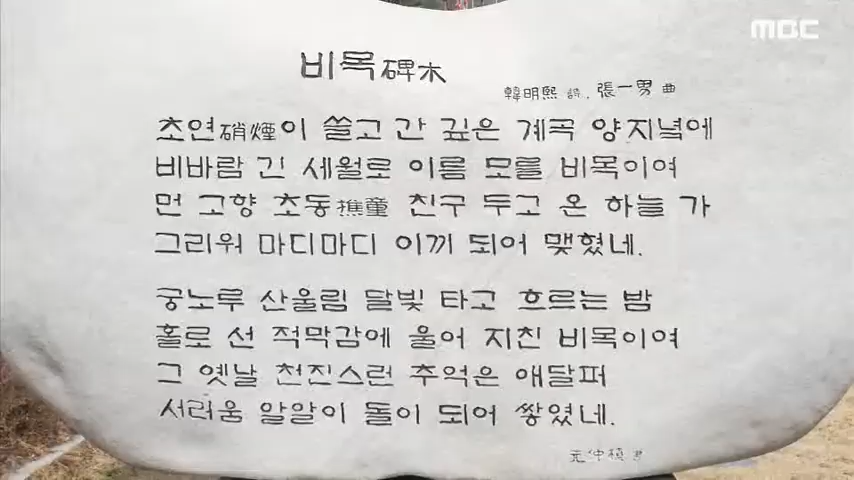 MBC
비목碑木
韓明熙 詩. 張一男 曲
초연硝煙이 쓸고 간 깊은 계곡 양지녘에
비바람 긴 세월로 이름 모를 비목이여
먼 고향 초동樵童 친구 두고 온 하늘 가
그리워 마디마디 이끼 되어 맺혔네.
궁노루 산울림 달빛 타고 흐르는 밤
홀로 선 적막감에 울어 지친 비목이여
그 옛날 천진스런 추억은 애달퍼
서러움 알알이 돌이 되어 쌓였네.
元仲植 書